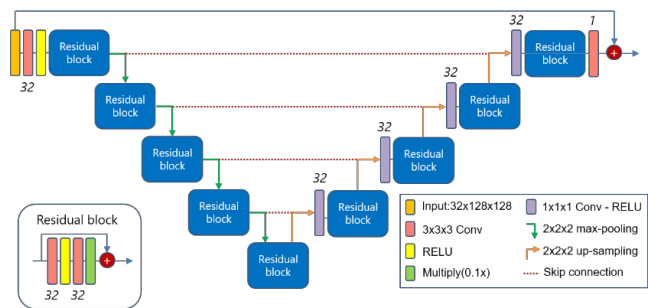 32
1
Residual
block
Residual
block
32
32
Residual
block
Residual
block
32
Residual
block
Residual
block
32
Residual
block
Residual
block
Residual
block
Residual block
32 32
Input:32x128x128
3x3x3 Conv
RELU
Multiply(0.1x)
1x1x1 Conv - RELU
2x2x2 max-pooling
2x2x2 up-sampling
Skip connection